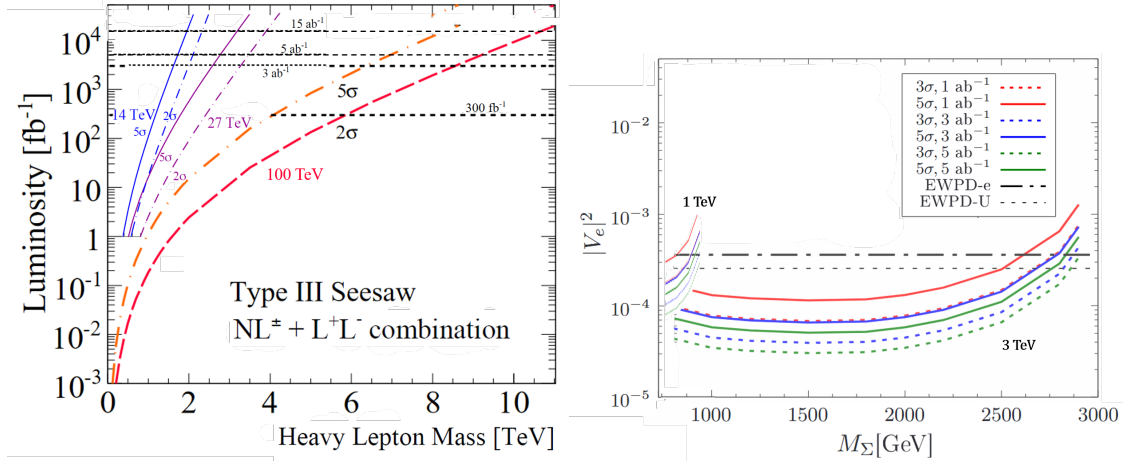 Luminosity [fb⁻¹]
10⁴
10³
10²
10
1
10⁻¹
10⁻²
10⁻³
15 ab⁻¹
5 ab⁻¹
3 ab⁻¹
300 fb⁻¹
14 TeV
5σ
2σ
27 TeV
5σ
2σ
5σ
2σ
100 TeV
Type III Seesaw
NL± + L⁺L⁻ combination
0 2 4 6 8 10
Heavy Lepton Mass [TeV]
|Vₑ|²
10⁻²
10⁻³
10⁻⁴
10⁻⁵
3σ, 1 ab⁻¹
5σ, 1 ab⁻¹
3σ, 3 ab⁻¹
5σ, 3 ab⁻¹
3σ, 5 ab⁻¹
5σ, 5 ab⁻¹
EWPD-e
EWPD-U
1 TeV
3 TeV
1000 1500 2000 2500 3000
M_Σ[GeV]